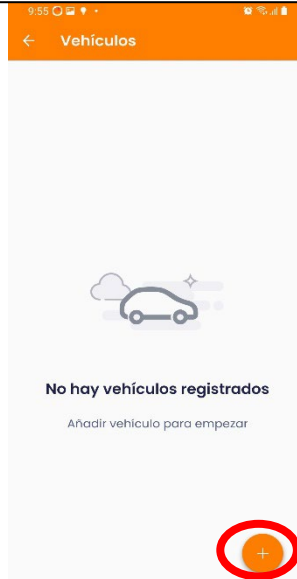 9:55
← Vehículos
No hay vehículos registrados
Añadir vehículo para empezar
+